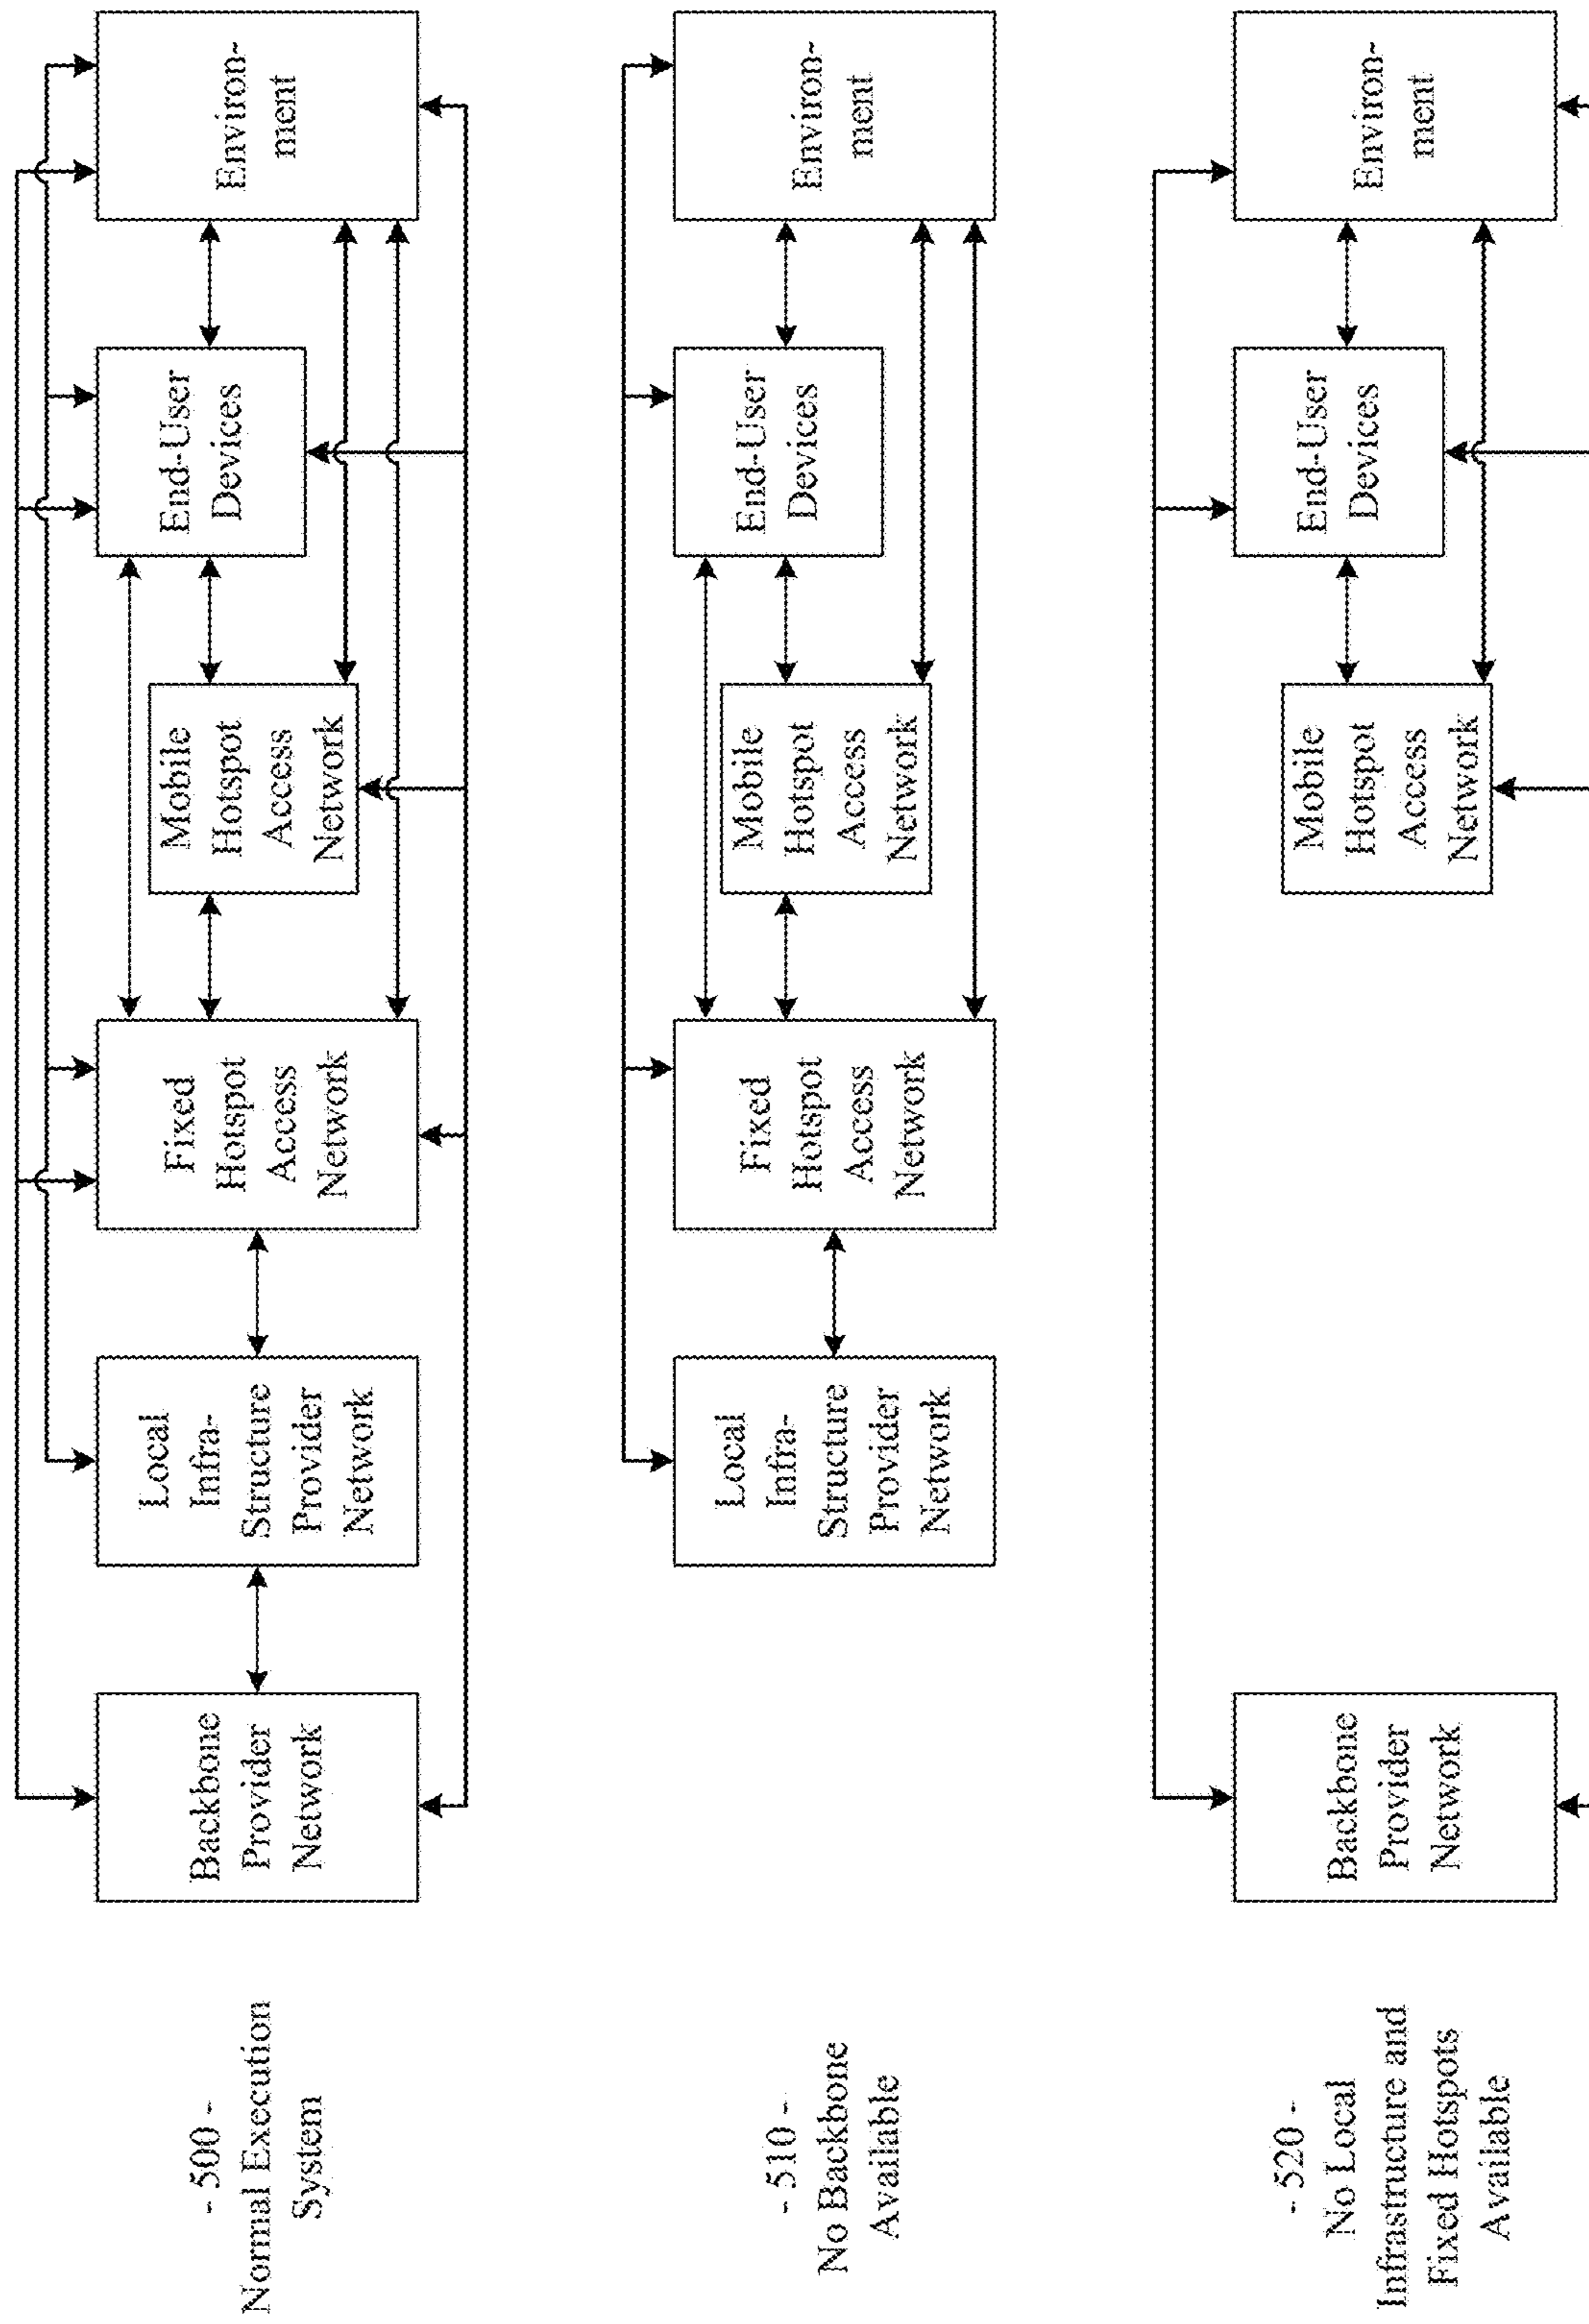 - 500 -
Normal Execution
System
Backbone
Provider
Network
Local
Infra-
Structure
Provider
Network
Fixed
Hotspot
Access
Network
Mobile
Hotspot
Access
Network
End-User
Devices
Environ-
ment
- 510 -
No Backbone
Available
Local
Infra-
Structure
Provider
Network
Fixed
Hotspot
Access
Network
Mobile
Hotspot
Access
Network
End-User
Devices
Environ-
ment
- 520 -
No Local
Infrastructure and
Fixed Hotspots
Available
Backbone
Provider
Network
Mobile
Hotspot
Access
Network
End-User
Devices
Environ-
ment